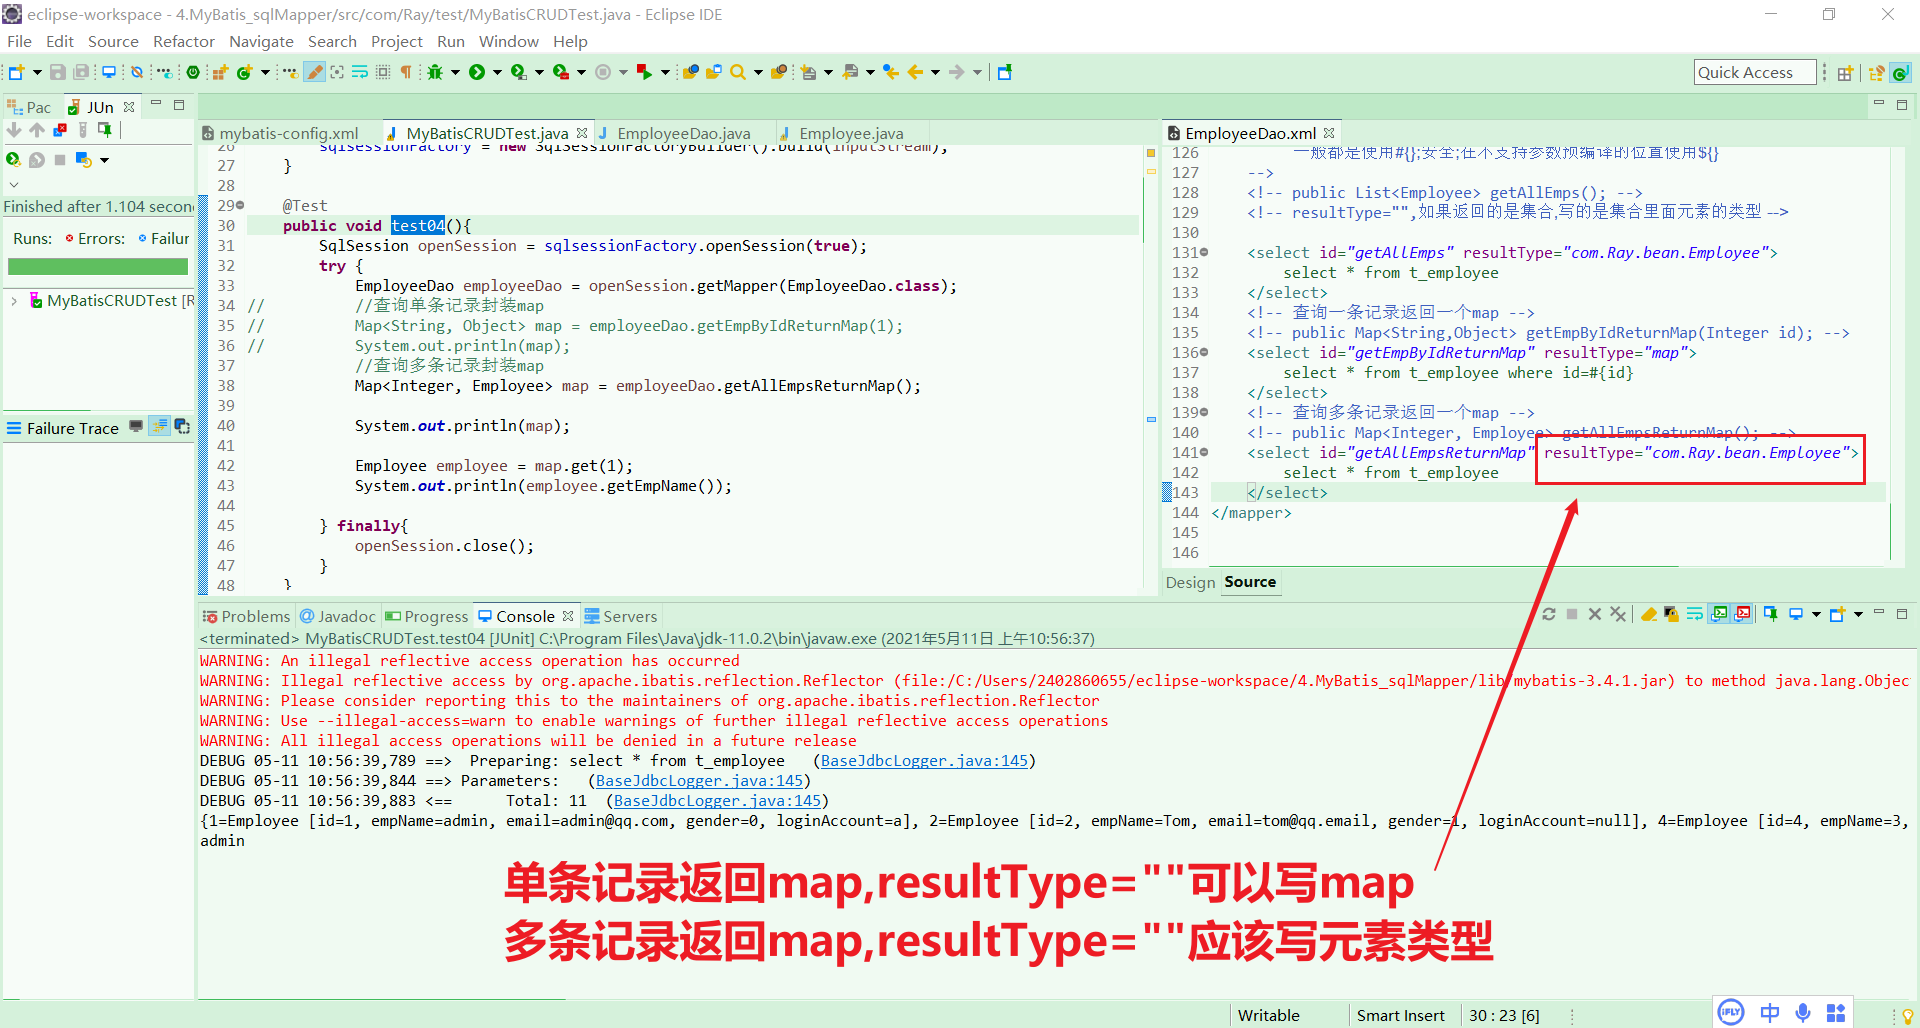 eclipse-workspace - 4.MyBatis_sqlMapper/src/com/Ray/test/MyBatisCRUDTest.java - Eclipse IDE
File Edit Source Refactor Navigate Search Project Run Window Help
Quick Access
Pac JUn
Finished after 1.104 secon
Runs: Errors: Failur
MyBatisCRUDTest [R
Failure Trace
mybatis-config.xml MyBatisCRUDTest.java EmployeeDao.java Employee.java
26 sqlsessionFactory = new SqlSessionFactoryBuilder().build(inputStream);
27 }
28
29 @Test
30 public void test04(){
31 SqlSession openSession = sqlsessionFactory.openSession(true);
32 try {
33 EmployeeDao employeeDao = openSession.getMapper(EmployeeDao.class);
34 // //查询单条记录封装map
35 // Map<String, Object> map = employeeDao.getEmpByIdReturnMap(1);
36 // System.out.println(map);
37 //查询多条记录封装map
38 Map<Integer, Employee> map = employeeDao.getAllEmpsReturnMap();
39
40 System.out.println(map);
41
42 Employee employee = map.get(1);
43 System.out.println(employee.getEmpName());
44
45 } finally{
46 openSession.close();
47 }
48 }
EmployeeDao.xml
126 一般都是使用#{};安全;在不支持参数预编译的位置使用${}
127 -->
128 <!-- public List<Employee> getAllEmps(); -->
129 <!-- resultType="",如果返回的是集合,写的是集合里面元素的类型 -->
130
131 <select id="getAllEmps" resultType="com.Ray.bean.Employee">
132 select * from t_employee
133 </select>
134 <!-- 查询一条记录返回一个map -->
135 <!-- public Map<String,Object> getEmpByIdReturnMap(Integer id); -->
136 <select id="getEmpByIdReturnMap" resultType="map">
137 select * from t_employee where id=#{id}
138 </select>
139 <!-- 查询多条记录返回一个map -->
140 <!-- public Map<Integer, Employee> getAllEmpsReturnMap(); -->
141 <select id="getAllEmpsReturnMap" resultType="com.Ray.bean.Employee">
142 select * from t_employee
143 </select>
144 </mapper>
145
146
Design Source
Problems Javadoc Progress Console Servers
<terminated> MyBatisCRUDTest.test04 [JUnit] C:\Program Files\Java\jdk-11.0.2\bin\javaw.exe (2021年5月11日 上午10:56:37)
WARNING: An illegal reflective access operation has occurred
WARNING: Illegal reflective access by org.apache.ibatis.reflection.Reflector (file:/C:/Users/2402860655/eclipse-workspace/4.MyBatis_sqlMapper/lib/mybatis-3.4.1.jar) to method java.lang.Objec
WARNING: Please consider reporting this to the maintainers of org.apache.ibatis.reflection.Reflector
WARNING: Use --illegal-access=warn to enable warnings of further illegal reflective access operations
WARNING: All illegal access operations will be denied in a future release
DEBUG 05-11 10:56:39,789 ==> Preparing: select * from t_employee (BaseJdbcLogger.java:145)
DEBUG 05-11 10:56:39,844 ==> Parameters: (BaseJdbcLogger.java:145)
DEBUG 05-11 10:56:39,883 <== Total: 11 (BaseJdbcLogger.java:145)
{1=Employee [id=1, empName=admin, email=admin@qq.com, gender=0, loginAccount=a], 2=Employee [id=2, empName=Tom, email=tom@qq.email, gender=1, loginAccount=null], 4=Employee [id=4, empName=3,
admin
单条记录返回map,resultType=""可以写map
多条记录返回map,resultType=""应该写元素类型
Writable Smart Insert 30 : 23 [6]
iFLY 中